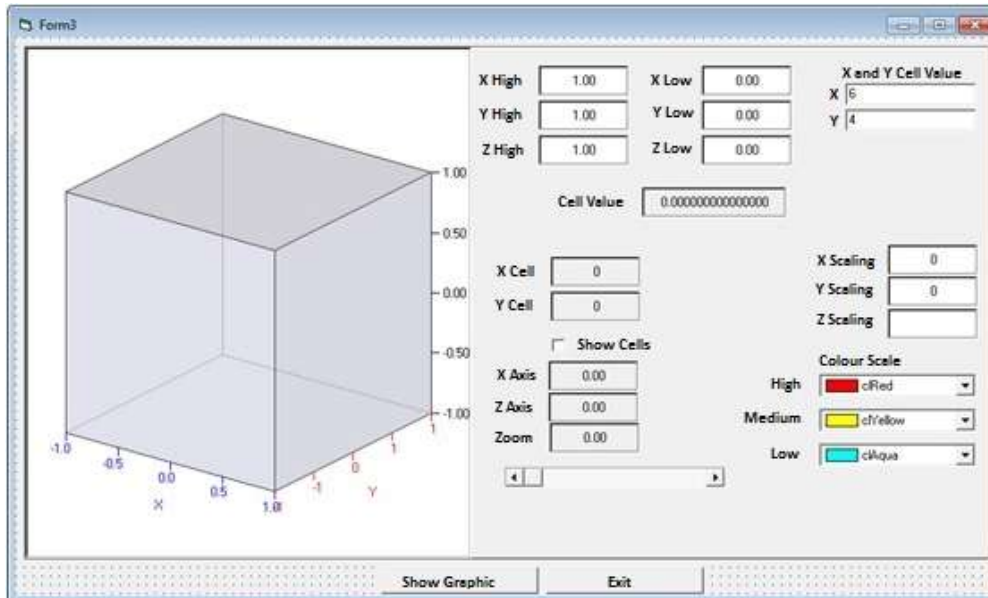 Form3
X High 1.00 X Low 0.00 X and Y Cell Value
X 6
Y High 1.00 Y Low 0.00 Y 4
Z High 1.00 Z Low 0.00
Cell Value 0.000000000000000
X Cell 0 X Scaling 0
Y Cell 0 Y Scaling 0
Z Scaling
Show Cells
Colour Scale
X Axis 0.00 High clRed
Z Axis 0.00 Medium clYellow
Zoom 0.00 Low clAqua
1.00
0.50
0.00
-0.50
-1.00
-1.0 -0.5 0.0 0.5 1.0
X
-1 0 1
Y
Show Graphic Exit